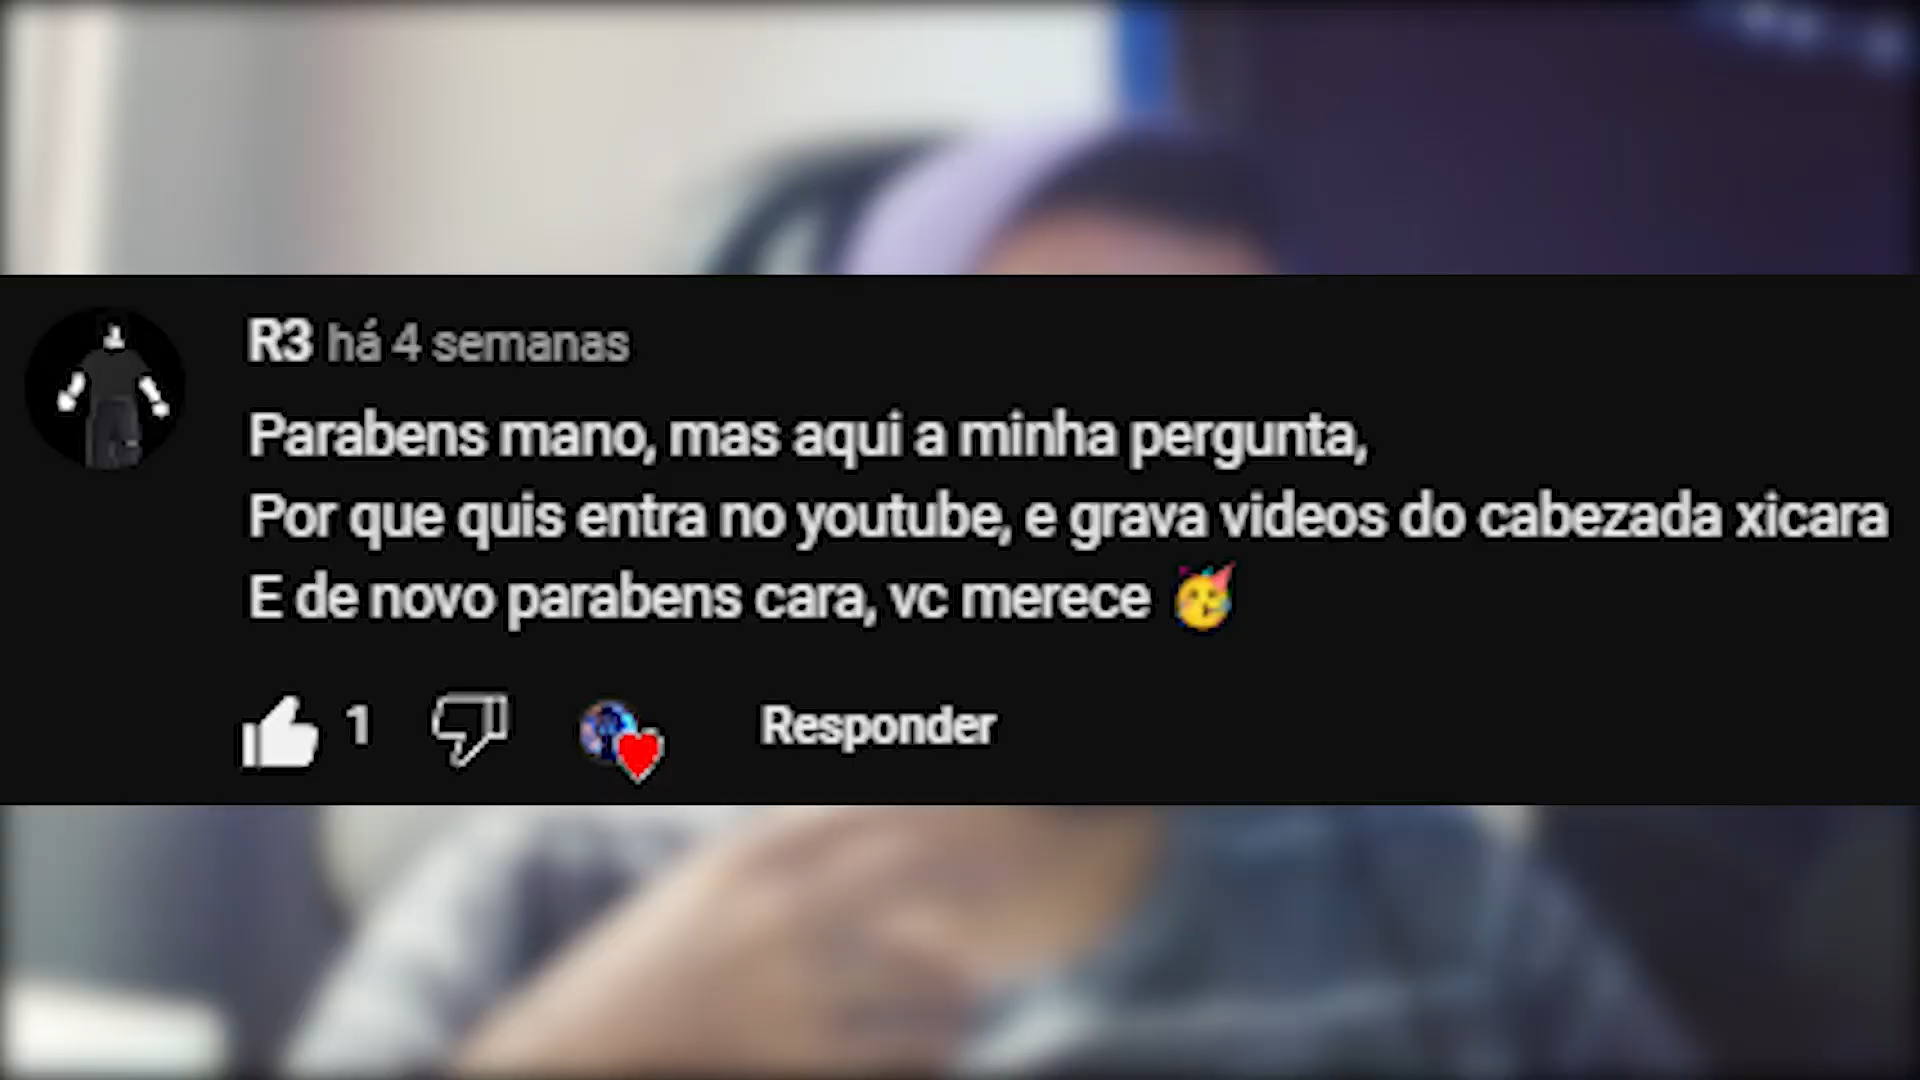 R3 há 4 semanas
Parabens mano, mas aqui a minha pergunta,
Por que quis entra no youtube, e grava videos do cabezada xicara
E de novo parabens cara, vc merece 🥳
1 Responder